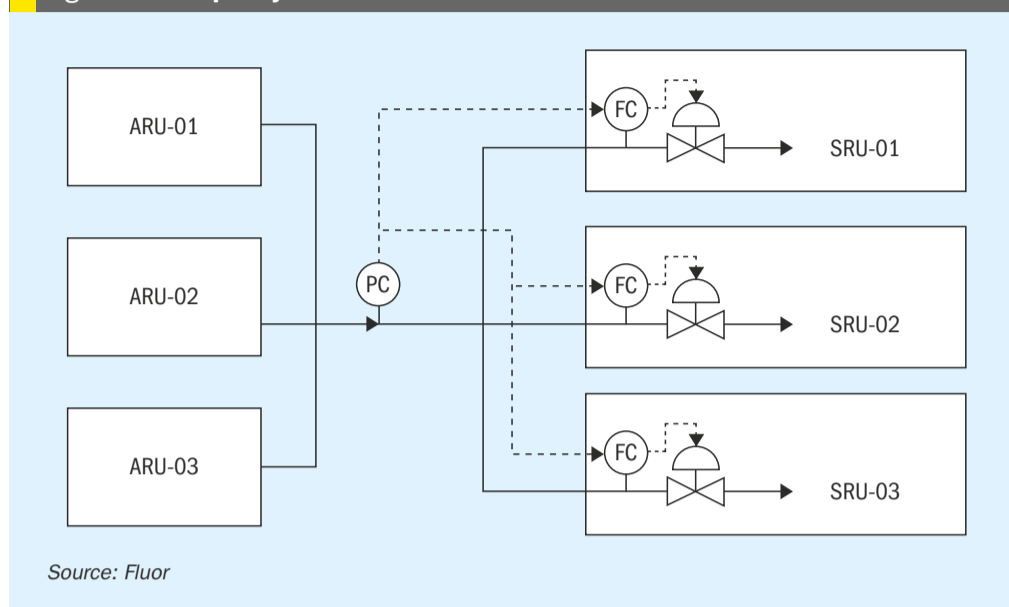 ARU-01
FC
SRU-01
ARU-02
PC
FC
SRU-02
ARU-03
FC
SRU-03
Source: Fluor